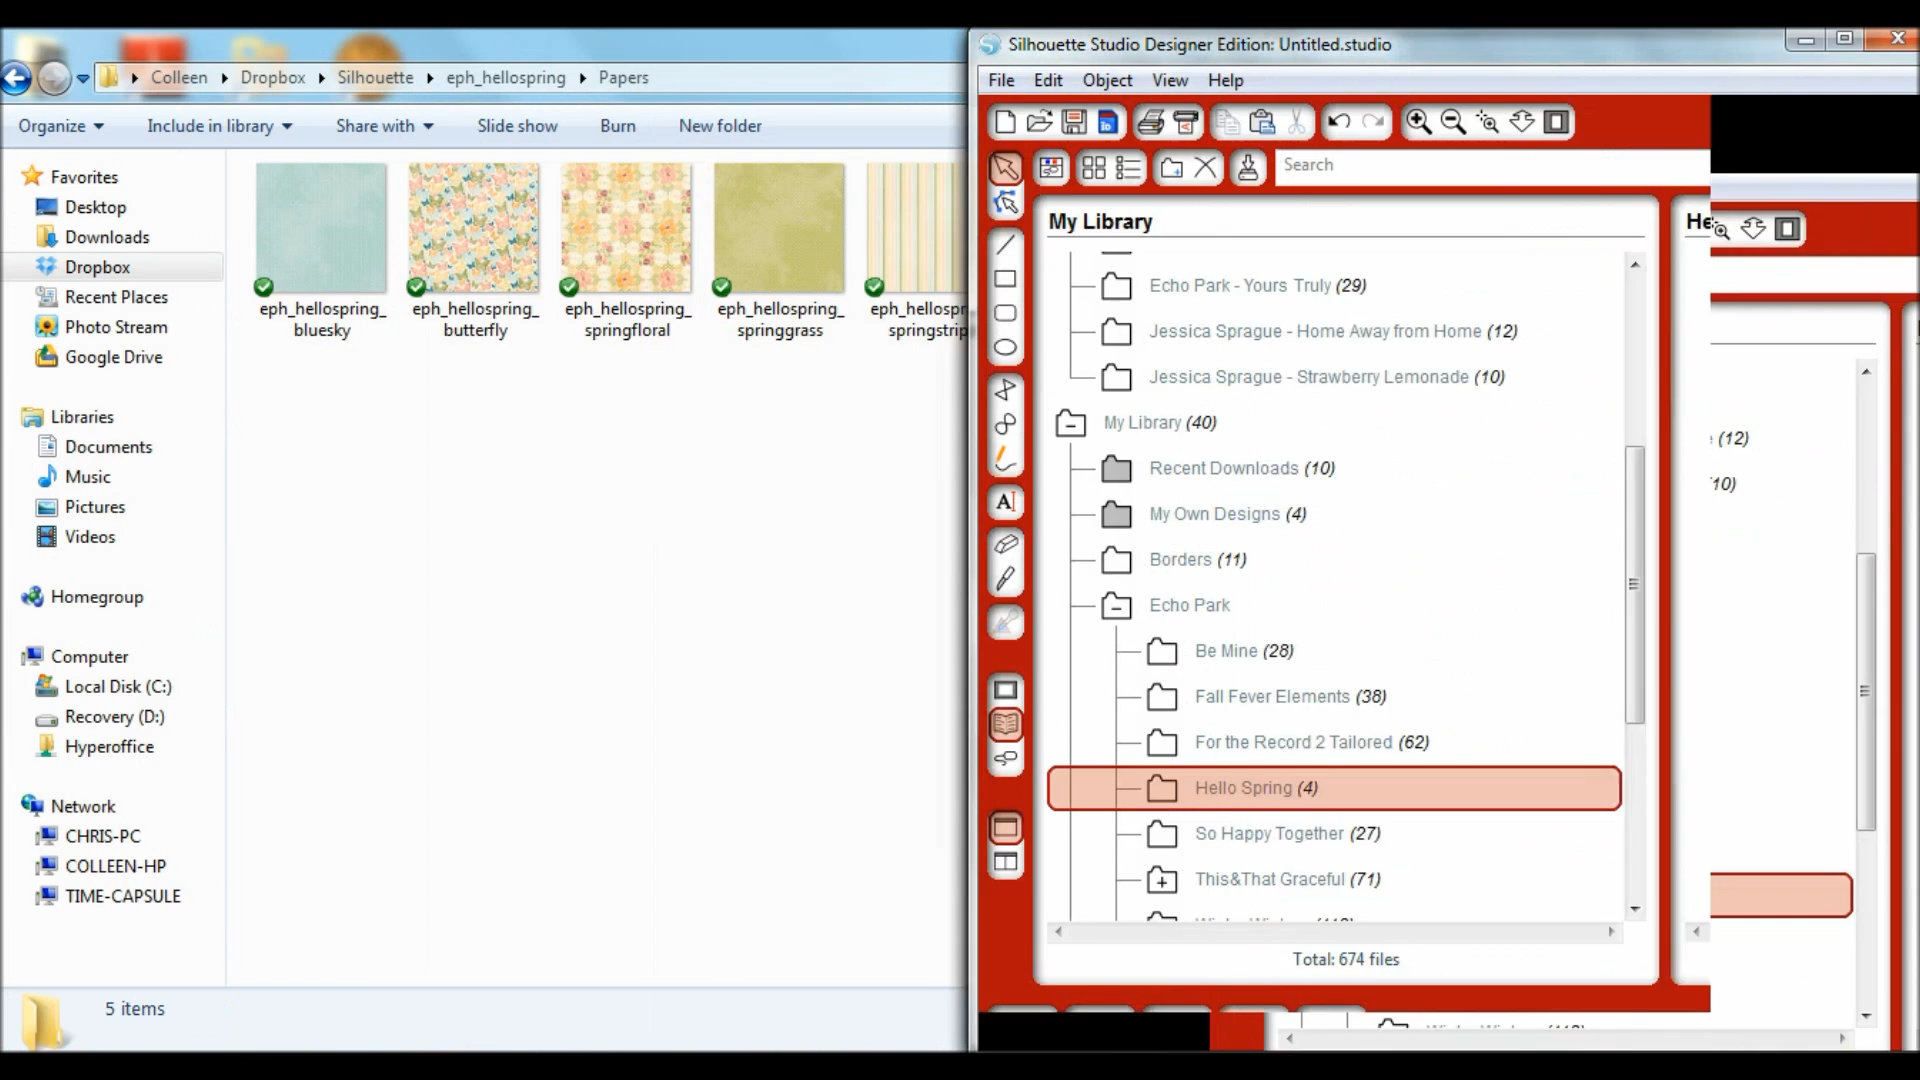 Colleen Dropbox Silhouette eph_hellospring Papers
Organize Include in library Share with Slide show Burn New folder
Favorites
Desktop
Downloads
Dropbox
Recent Places
Photo Stream
Google Drive
Libraries
Documents
Music
Pictures
Videos
Homegroup
Computer
Local Disk (C:)
Recovery (D:)
Hyperoffice
Network
CHRIS-PC
COLLEEN-HP
TIME-CAPSULE
eph_hellospring_
bluesky
eph_hellospring_
butterfly
eph_hellospring_
springfloral
eph_hellospring_
springgrass
eph_hellospr
springstrip
5 items
Silhouette Studio Designer Edition: Untitled.studio
File Edit Object View Help
Search
My Library
Echo Park - Yours Truly (29)
Jessica Sprague - Home Away from Home (12)
Jessica Sprague - Strawberry Lemonade (10)
My Library (40)
Recent Downloads (10)
My Own Designs (4)
Borders (11)
Echo Park
Be Mine (28)
Fall Fever Elements (38)
For the Record 2 Tailored (62)
Hello Spring (4)
So Happy Together (27)
This&That Graceful (71)
Total: 674 files
He
(12)
10)